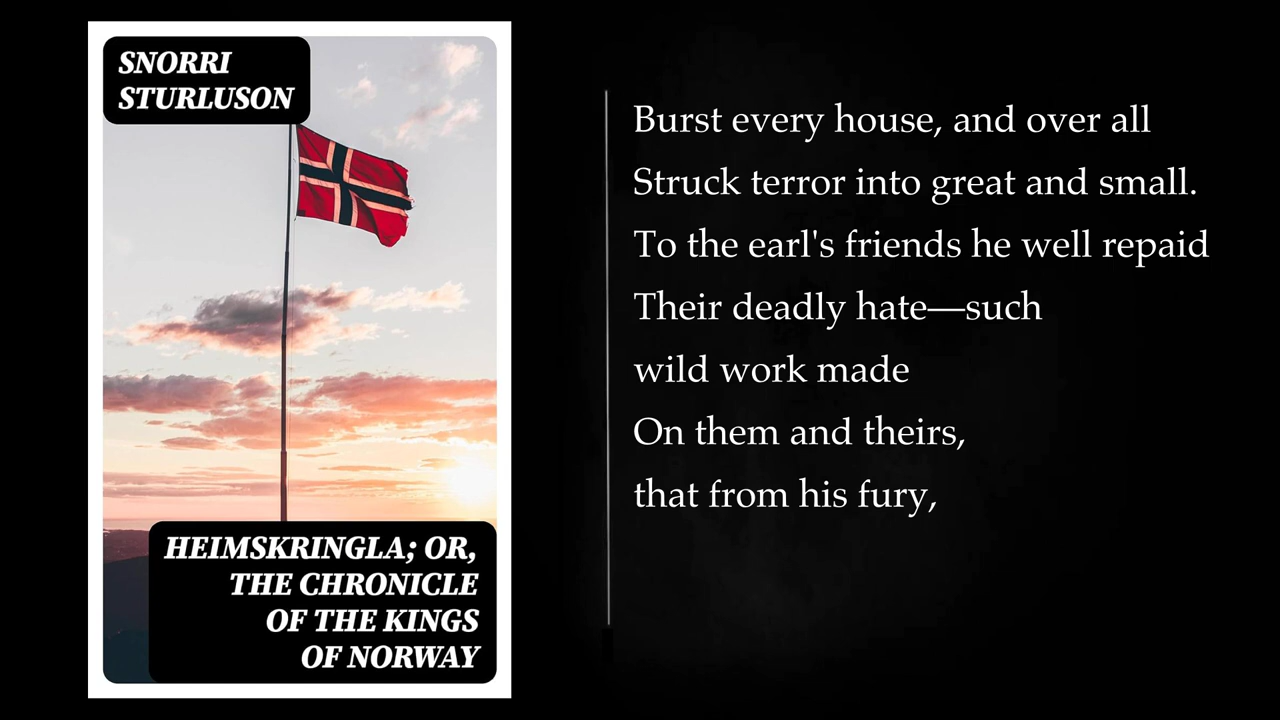 SNORRI
STURLUSON
HEIMSKRINGLA; OR,
THE CHRONICLE
OF THE KINGS
OF NORWAY
Burst every house, and over all
Struck terror into great and small.
To the earl's friends he well repaid
Their deadly hate—such
wild work made
On them and theirs,
that from his fury,